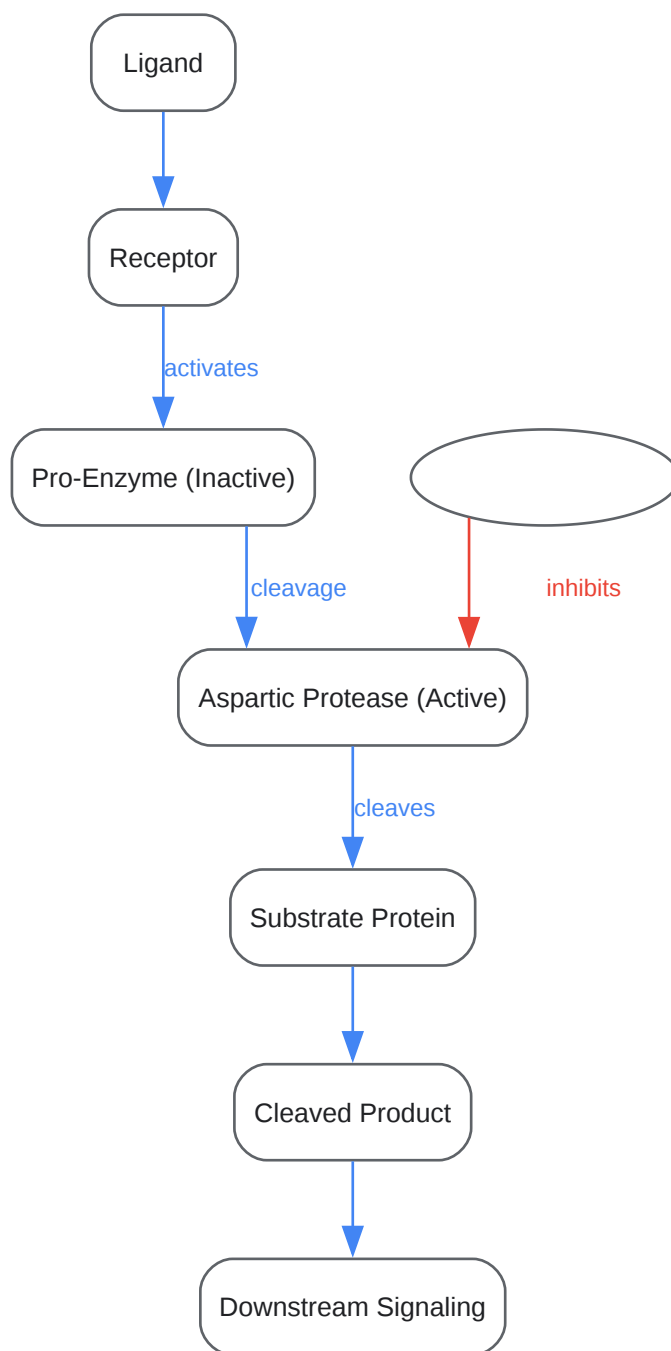 Ligand
Receptor
activates
Pro-Enzyme (Inactive)
cleavage
inhibits
Aspartic Protease (Active)
cleaves
Substrate Protein
Cleaved Product
Downstream Signaling